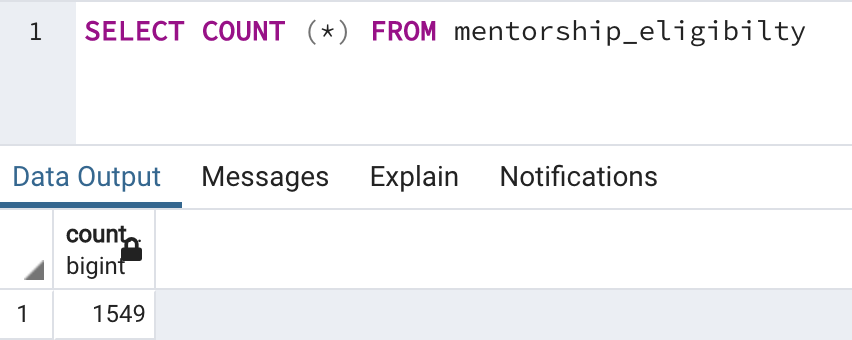 1 SELECT COUNT (*) FROM mentorship_eligibilty
Data Output Messages Explain Notifications
count
bigint
1 1549